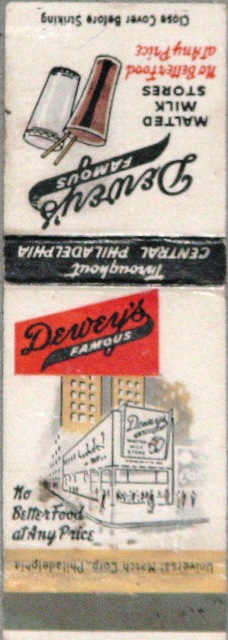 Close Cover Before Striking
No Better Food
at Any Price
MALTED
MILK
STORES
Dewey's
FAMOUS
Throughout
CENTRAL PHILADELPHIA
Dewey's
FAMOUS
Dewey's
No
Better Food
at Any Price
Universal Match Corp. Philadelphia